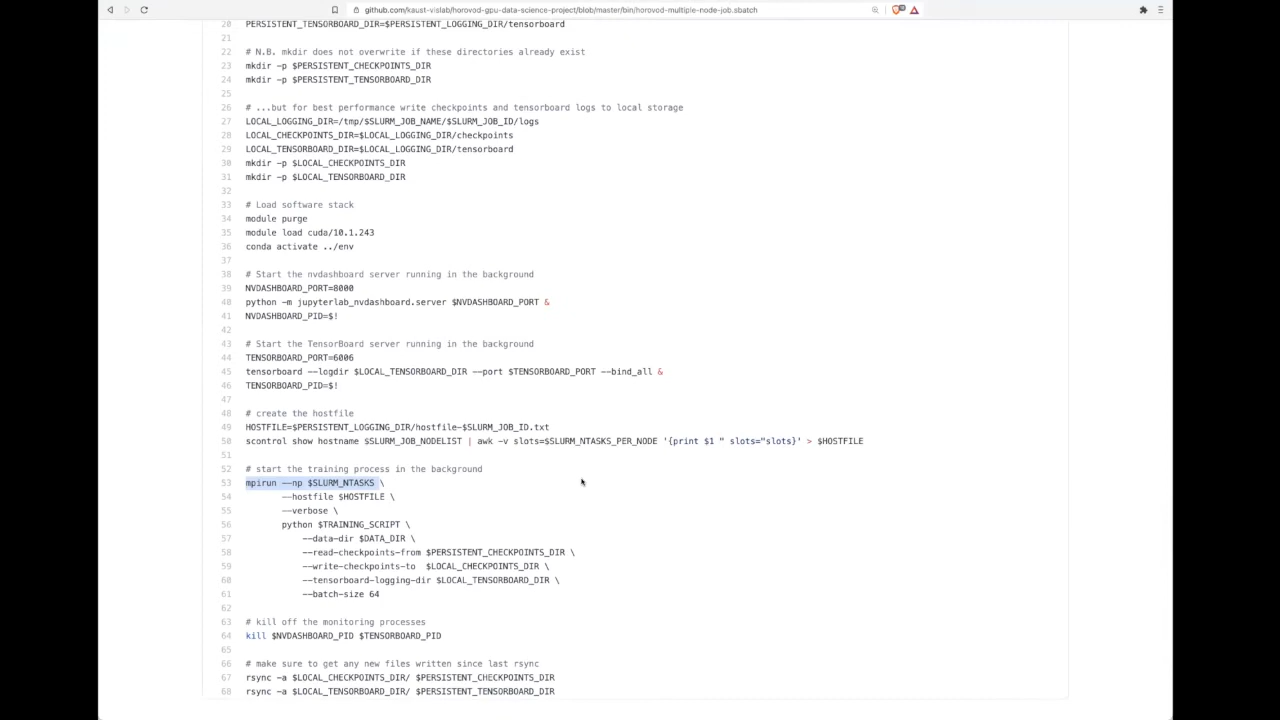 github.com/kaust-vislab/horovod-gpu-data-science-project/blob/master/bin/horovod-multiple-node-job.sbatch
20 PERSISTENT_TENSORBOARD_DIR=$PERSISTENT_LOGGING_DIR/tensorboard
21
22 # N.B. mkdir does not overwrite if these directories already exist
23 mkdir -p $PERSISTENT_CHECKPOINTS_DIR
24 mkdir -p $PERSISTENT_TENSORBOARD_DIR
25
26 # ...but for best performance write checkpoints and tensorboard logs to local storage
27 LOCAL_LOGGING_DIR=/tmp/$SLURM_JOB_NAME/$SLURM_JOB_ID/logs
28 LOCAL_CHECKPOINTS_DIR=$LOCAL_LOGGING_DIR/checkpoints
29 LOCAL_TENSORBOARD_DIR=$LOCAL_LOGGING_DIR/tensorboard
30 mkdir -p $LOCAL_CHECKPOINTS_DIR
31 mkdir -p $LOCAL_TENSORBOARD_DIR
32
33 # Load software stack
34 module purge
35 module load cuda/10.1.243
36 conda activate ../env
37
38 # Start the nvdashboard server running in the background
39 NVDASHBOARD_PORT=8000
40 python -m jupyterlab_nvdashboard.server $NVDASHBOARD_PORT &
41 NVDASHBOARD_PID=$!
42
43 # Start the TensorBoard server running in the background
44 TENSORBOARD_PORT=6006
45 tensorboard --logdir $LOCAL_TENSORBOARD_DIR --port $TENSORBOARD_PORT --bind_all &
46 TENSORBOARD_PID=$!
47
48 # create the hostfile
49 HOSTFILE=$PERSISTENT_LOGGING_DIR/hostfile-$SLURM_JOB_ID.txt
50 scontrol show hostname $SLURM_JOB_NODELIST | awk -v slots=$SLURM_NTASKS_PER_NODE '{print $1 " slots="slots}' > $HOSTFILE
51
52 # start the training process in the background
53 mpirun --np $SLURM_NTASKS \
54 --hostfile $HOSTFILE \
55 --verbose \
56 python $TRAINING_SCRIPT \
57 --data-dir $DATA_DIR \
58 --read-checkpoints-from $PERSISTENT_CHECKPOINTS_DIR \
59 --write-checkpoints-to $LOCAL_CHECKPOINTS_DIR \
60 --tensorboard-logging-dir $LOCAL_TENSORBOARD_DIR \
61 --batch-size 64
62
63 # kill off the monitoring processes
64 kill $NVDASHBOARD_PID $TENSORBOARD_PID
65
66 # make sure to get any new files written since last rsync
67 rsync -a $LOCAL_CHECKPOINTS_DIR/ $PERSISTENT_CHECKPOINTS_DIR
68 rsync -a $LOCAL_TENSORBOARD_DIR/ $PERSISTENT_TENSORBOARD_DIR